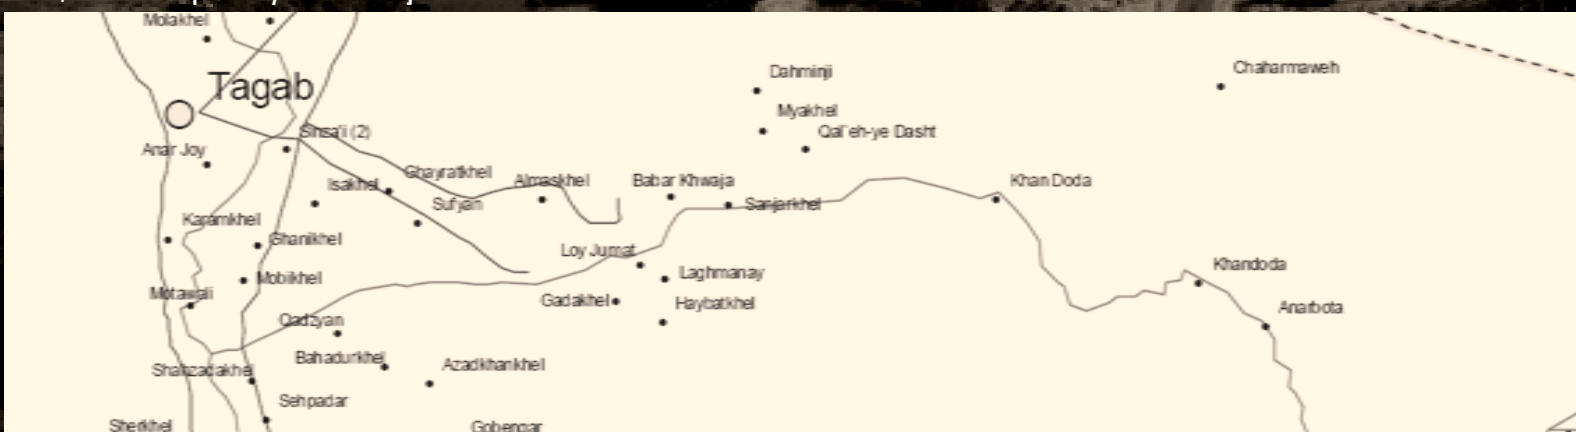 Molakhel
Chaharmaweh
Dahminji
Tagab
Myakhel
Sinza'i (2)
Qal'eh-ye Dasht
Anar Joy
Ghayratkhel
Isakhel
Almaskhel
Babar Khwaja
Khan Doda
Sufyan
Sanjarkhel
Karamkhel
Ghanikhel
Loy Jumat
Khandoda
Laghmanay
Mobikhel
Motawali
Gadakhel
Haybatkhel
Anarbota
Qadzyan
Bahadurkhel
Azadkhankhel
Shahzadakhel
Sehpadar
Sherkhel